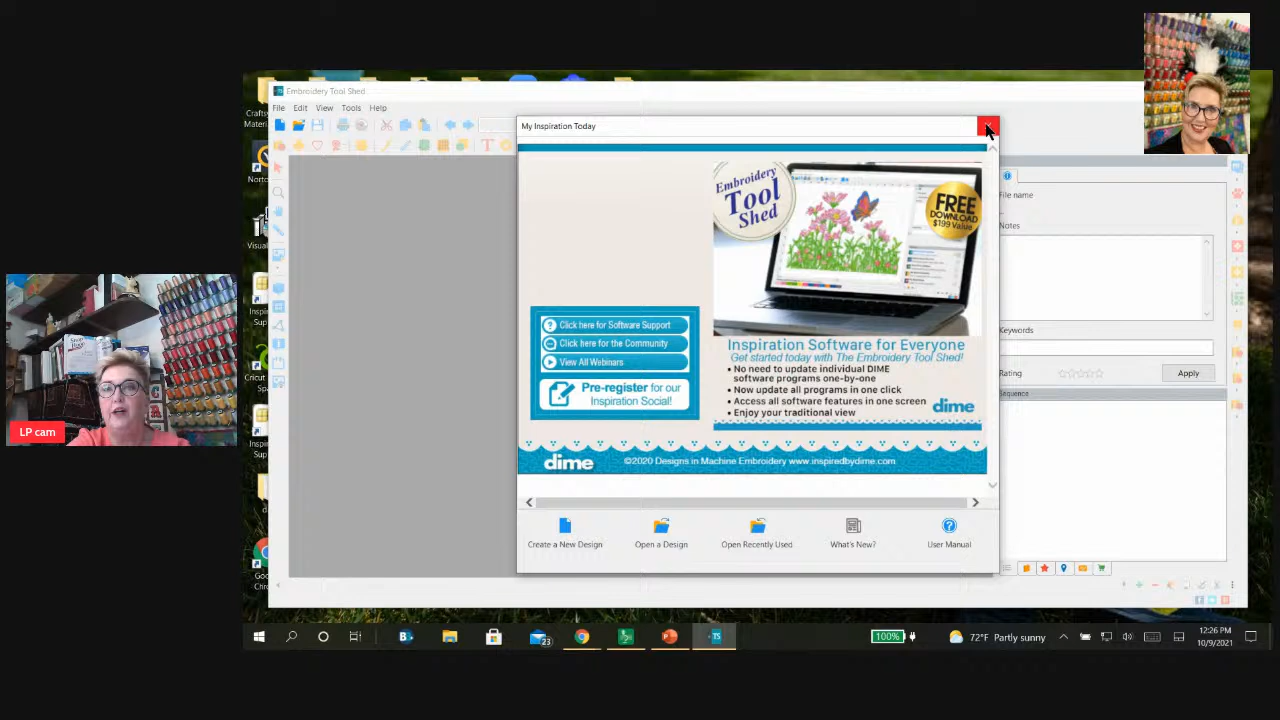 Embroidery Tool Shed
File Edit View Tools Help
My Inspiration Today
Embroidery
Tool
Shed
FREE
DOWNLOAD
$199 Value
Click here for Software Support
Click here for the Community
View All Webinars
Pre-register for our
Inspiration Social!
Inspiration Software for Everyone
Get started today with The Embroidery Tool Shed!
• No need to update individual DIME
software programs one-by-one
• Now update all programs in one click
• Access all software features in one screen
• Enjoy your traditional view
dime
dime
©2020 Designs in Machine Embroidery www.inspiredbydime.com
Create a New Design
Open a Design
Open Recently Used
What's New?
User Manual
File name
Notes
Keywords
Rating
Apply
Sequence
LP cam
23
TS
100%
72°F Partly sunny
12:26 PM
10/9/2021